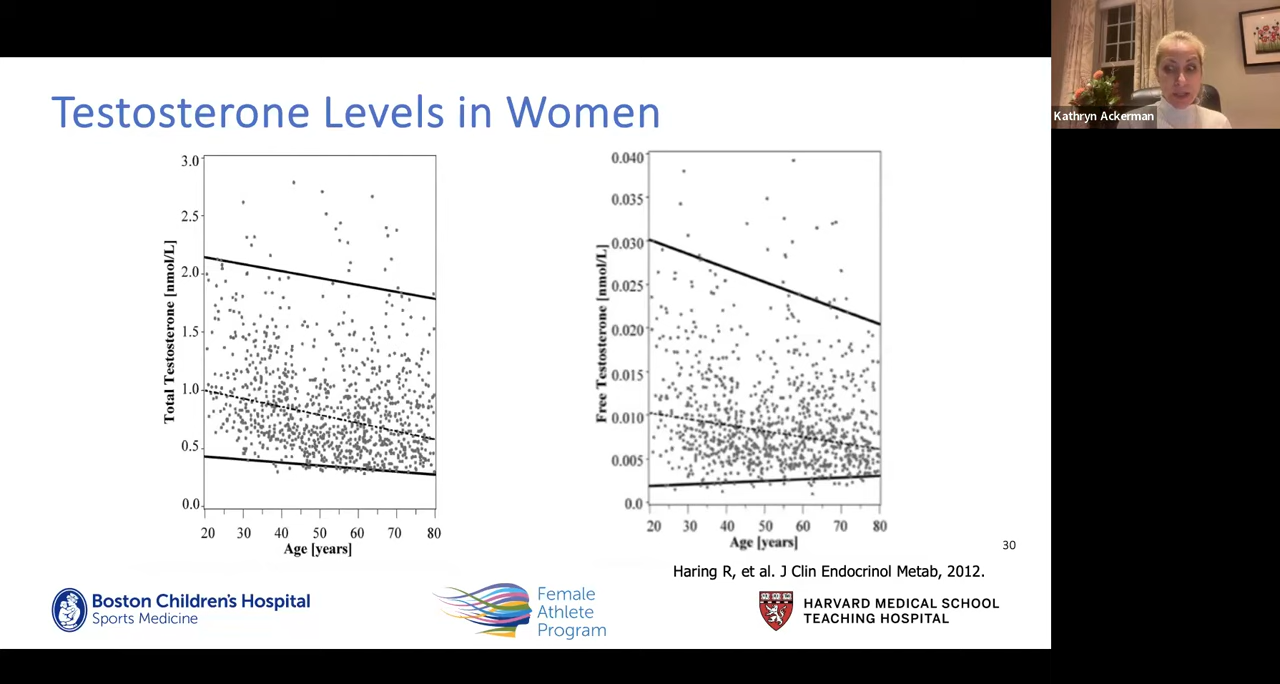 Testosterone Levels in Women
Kathryn Ackerman
Total Testosterone [nmol/L]
3.0
2.5
2.0
1.5
1.0
0.5
0.0
20 30 40 50 60 70 80
Age [years]
Free Testosterone [nmol/L]
0.040
0.035
0.030
0.025
0.020
0.015
0.010
0.005
0.0
20 30 40 50 60 70 80
Age [years]
30
Haring R, et al. J Clin Endocrinol Metab, 2012.
Boston Children's Hospital
Sports Medicine
Female
Athlete
Program
HARVARD MEDICAL SCHOOL
TEACHING HOSPITAL